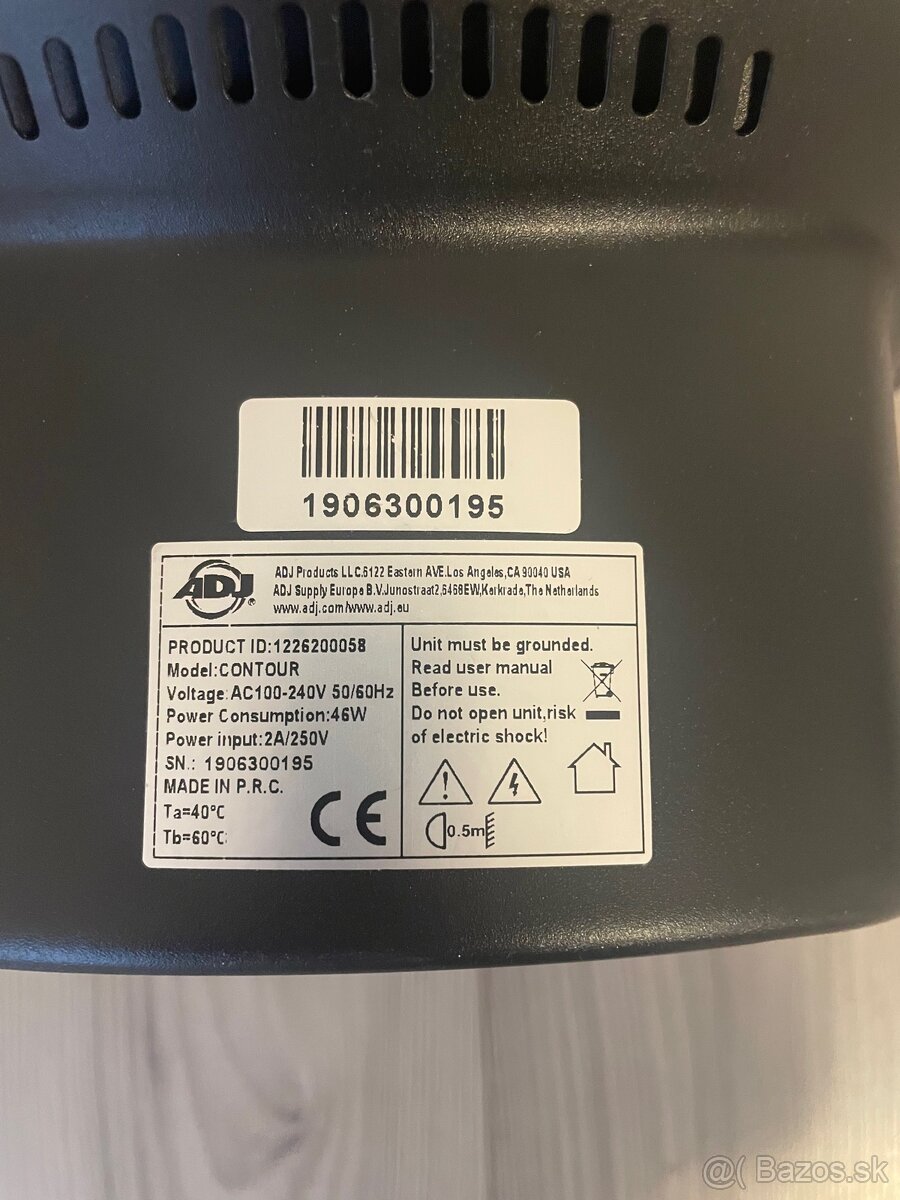 1906300195
ADJ®
ADJ Products LLC.6122 Eastern AVE.Los Angeles,CA 90040 USA
ADJ Supply Europe B.V.Junostraat2,6468EW,Kerkrade,The Netherlands
www.adj.com/www.adj.eu
PRODUCT ID:1226200058
Model:CONTOUR
Voltage:AC100-240V 50/60Hz
Power Consumption:46W
Power input:2A/250V
SN.: 1906300195
MADE IN P.R.C.
Ta=40°C
Tb=60°C
CE
Unit must be grounded.
Read user manual
Before use.
Do not open unit,risk
of electric shock!
0.5m
@( Bazos.sk